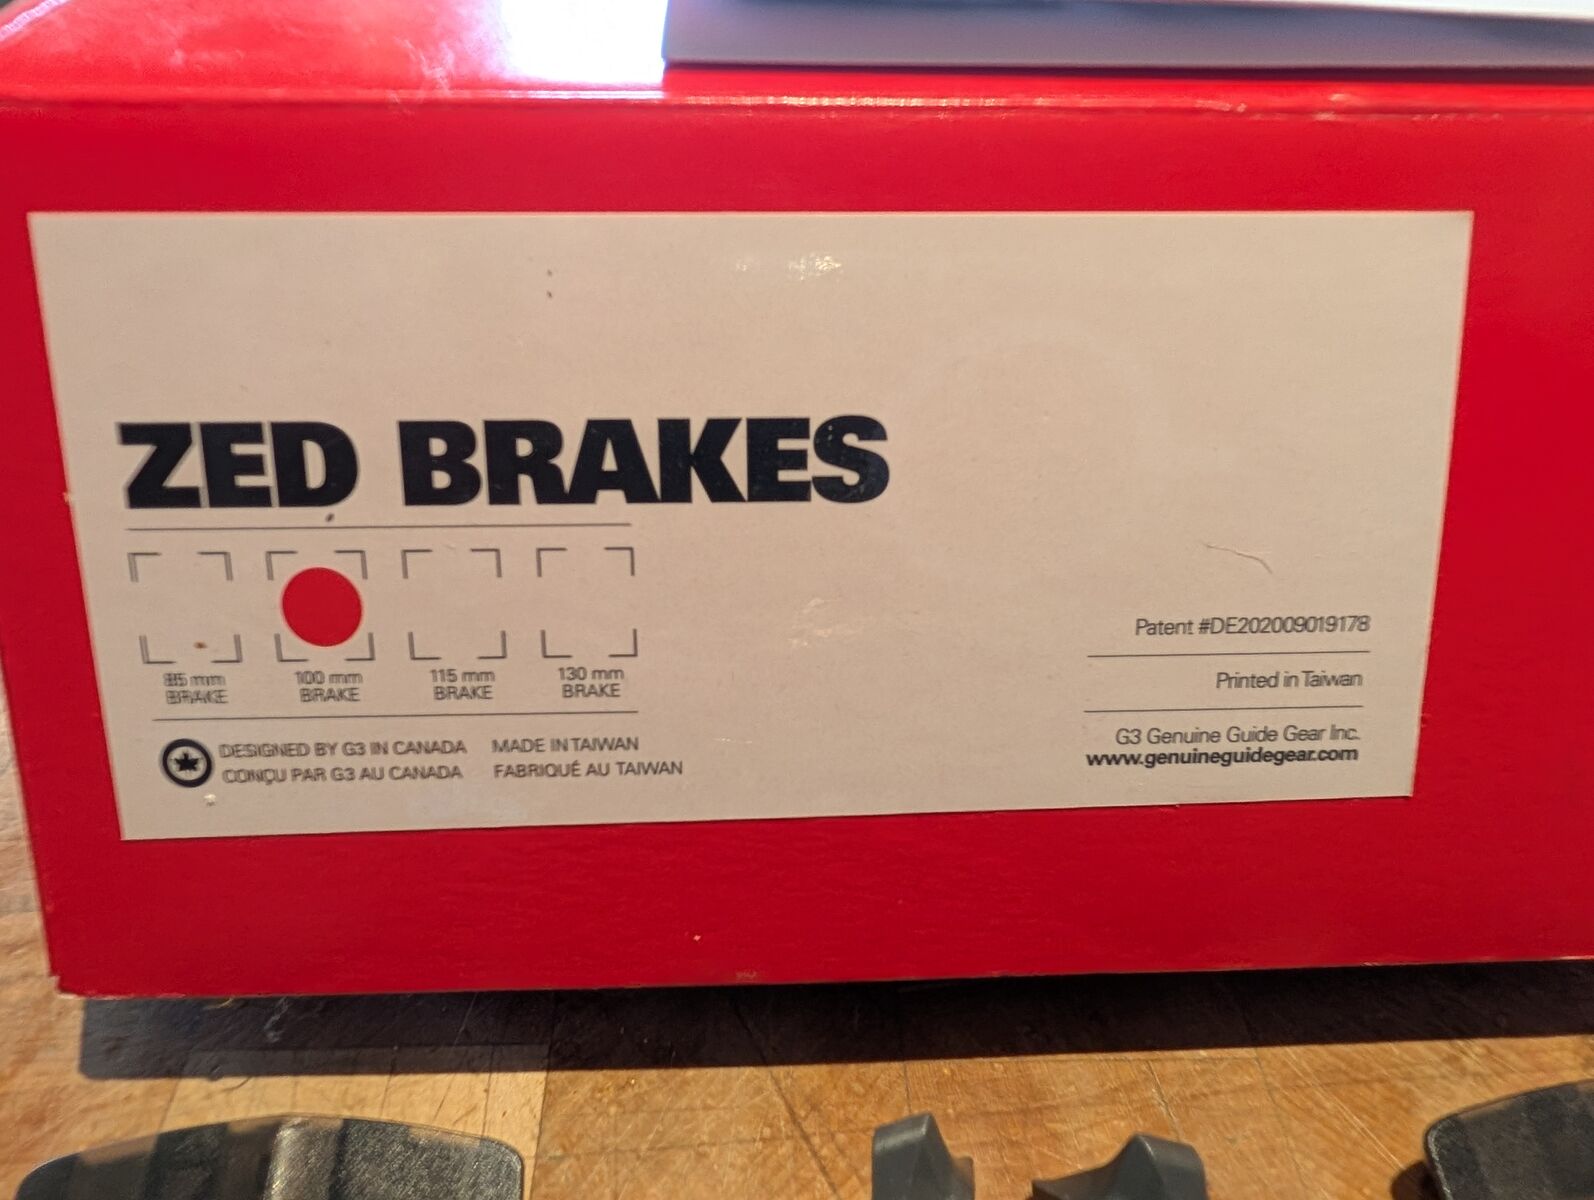 ZED BRAKES
85 mm
BRAKE
100 mm
BRAKE
115 mm
BRAKE
130 mm
BRAKE
DESIGNED BY G3 IN CANADA MADE IN TAIWAN
CONÇU PAR G3 AU CANADA FABRIQUÉ AU TAIWAN
Patent #DE202009019178
Printed in Taiwan
G3 Genuine Guide Gear Inc.
www.genuineguidegear.com